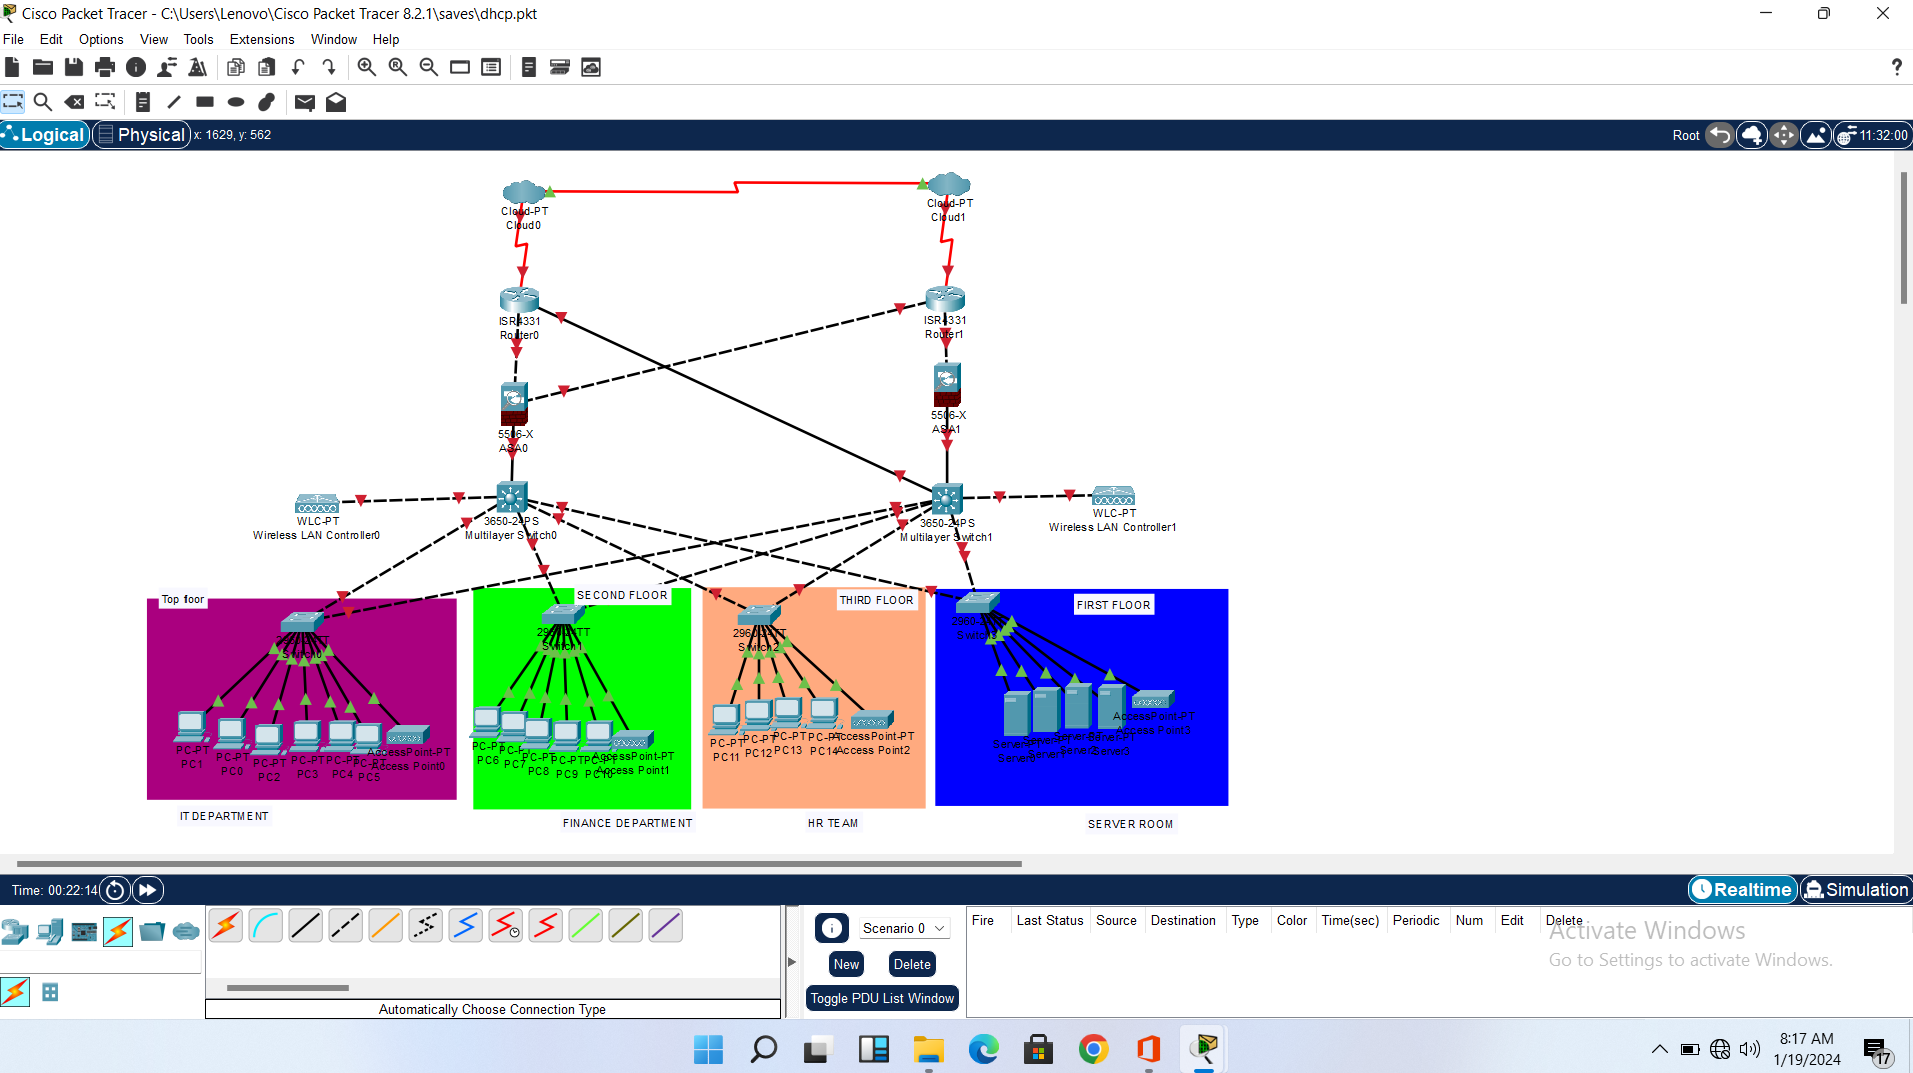 Cisco Packet Tracer - C:\Users\Lenovo\Cisco Packet Tracer 8.2.1\saves\dhcp.pkt
File Edit Options View Tools Extensions Window Help
Logical Physical x: 1629, y: 562 Root 11:32:00
Cloud-PT
Cloud0
Cloud-PT
Cloud1
ISR4331
Router0
ISR4331
Router1
5506-X
ASA0
5506-X
ASA1
WLC-PT
Wireless LAN Controller0
3650-24PS
Multilayer Switch0
3650-24PS
Multilayer Switch1
WLC-PT
Wireless LAN Controller1
Top foor
SECOND FLOOR
THIRD FLOOR
FIRST FLOOR
2960-24TT
Switch0
2960-24TT
Switch1
2960-24TT
Switch2
Switch3
PC-PT
PC1
PC-PT
PC0
PC-PT
PC2
PC-PT
PC3
PC-PT
PC4
PC-PT
PC5
AccessPoint-PT
Access Point0
PC-PT
PC6
PC-PT
PC7
PC-PT
PC8
PC-PT
PC9
PC-PT
PC10
AccessPoint-PT
Access Point1
PC-PT
PC11
PC-PT
PC12
PC-PT
PC13
PC-PT
PC14
AccessPoint-PT
Access Point2
Server-PT
Server0
Server-PT
Server1
Server-PT
Server2
Server-PT
Server3
AccessPoint-PT
IT DEPARTMENT
FINANCE DEPARTMENT
HR TEAM
SERVER ROOM
Time: 00:22:14
Realtime Simulation
Scenario 0
New Delete
Toggle PDU List Window
Fire Last Status Source Destination Type Color Time(sec) Periodic Num Edit Delete
Activate Windows
Go to Settings to activate Windows.
Automatically Choose Connection Type
8:17 AM
1/19/2024
17